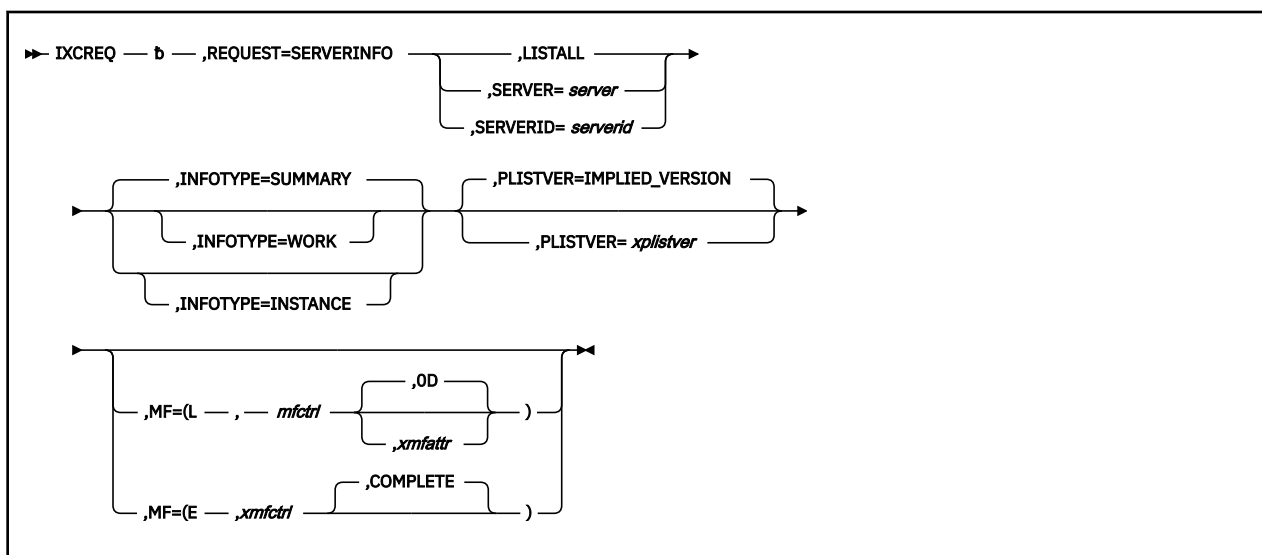 IXCREQ ƀ ,REQUEST=SERVERINFO ,LISTALL
,SERVER= server
,SERVERID= serverid
,INFOTYPE=SUMMARY ,PLISTVER=IMPLIED_VERSION
,INFOTYPE=WORK ,PLISTVER= xplistver
,INFOTYPE=INSTANCE
,0D
,MF=(L , mfctrl )
,xmfattr
,COMPLETE
,MF=(E ,xmfctrl )